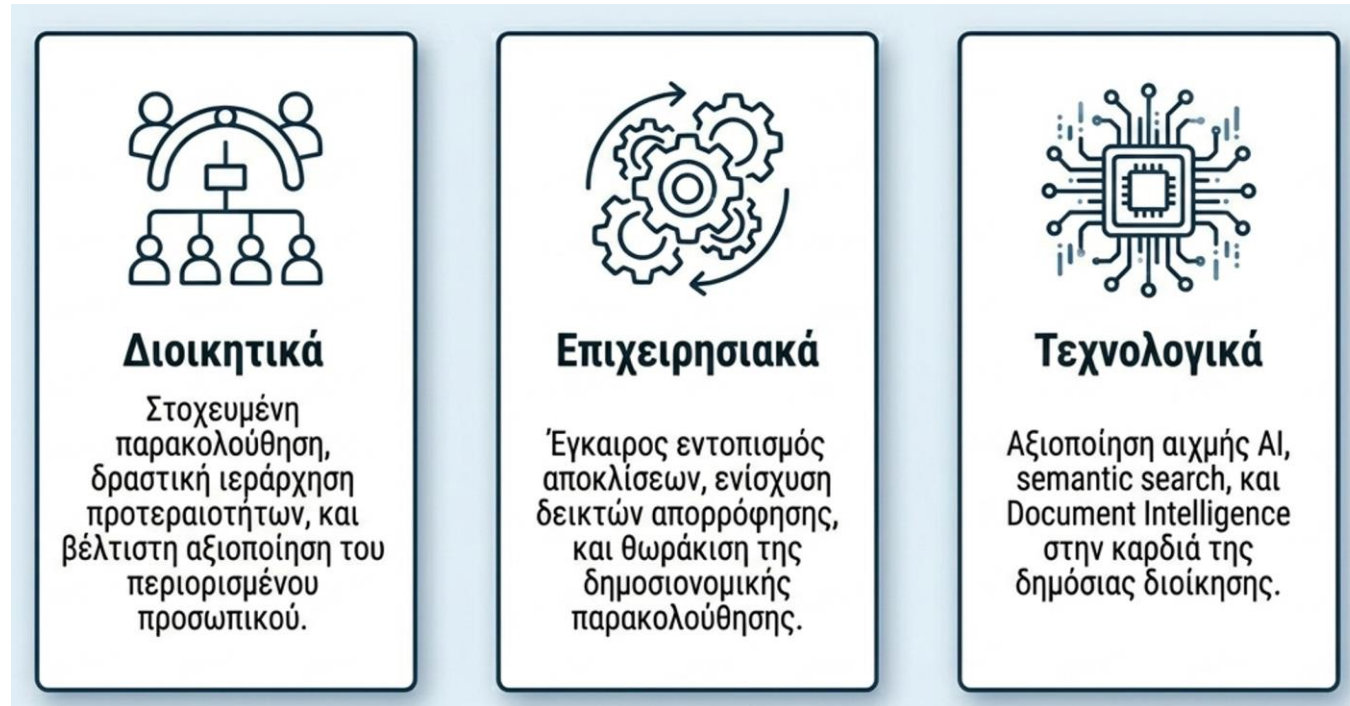 Διοικητικά
Στοχευμένη
παρακολούθηση,
δραστική ιεράρχηση
προτεραιοτήτων, και
βέλτιστη αξιοποίηση του
περιορισμένου
προσωπικού.
Επιχειρησιακά
Έγκαιρος εντοπισμός
αποκλίσεων, ενίσχυση
δεικτών απορρόφησης,
και θωράκιση της
δημοσιονομικής
παρακολούθησης.
Τεχνολογικά
Αξιοποίηση αιχμής AI,
semantic search, και
Document Intelligence
στην καρδιά της
δημόσιας διοίκησης.